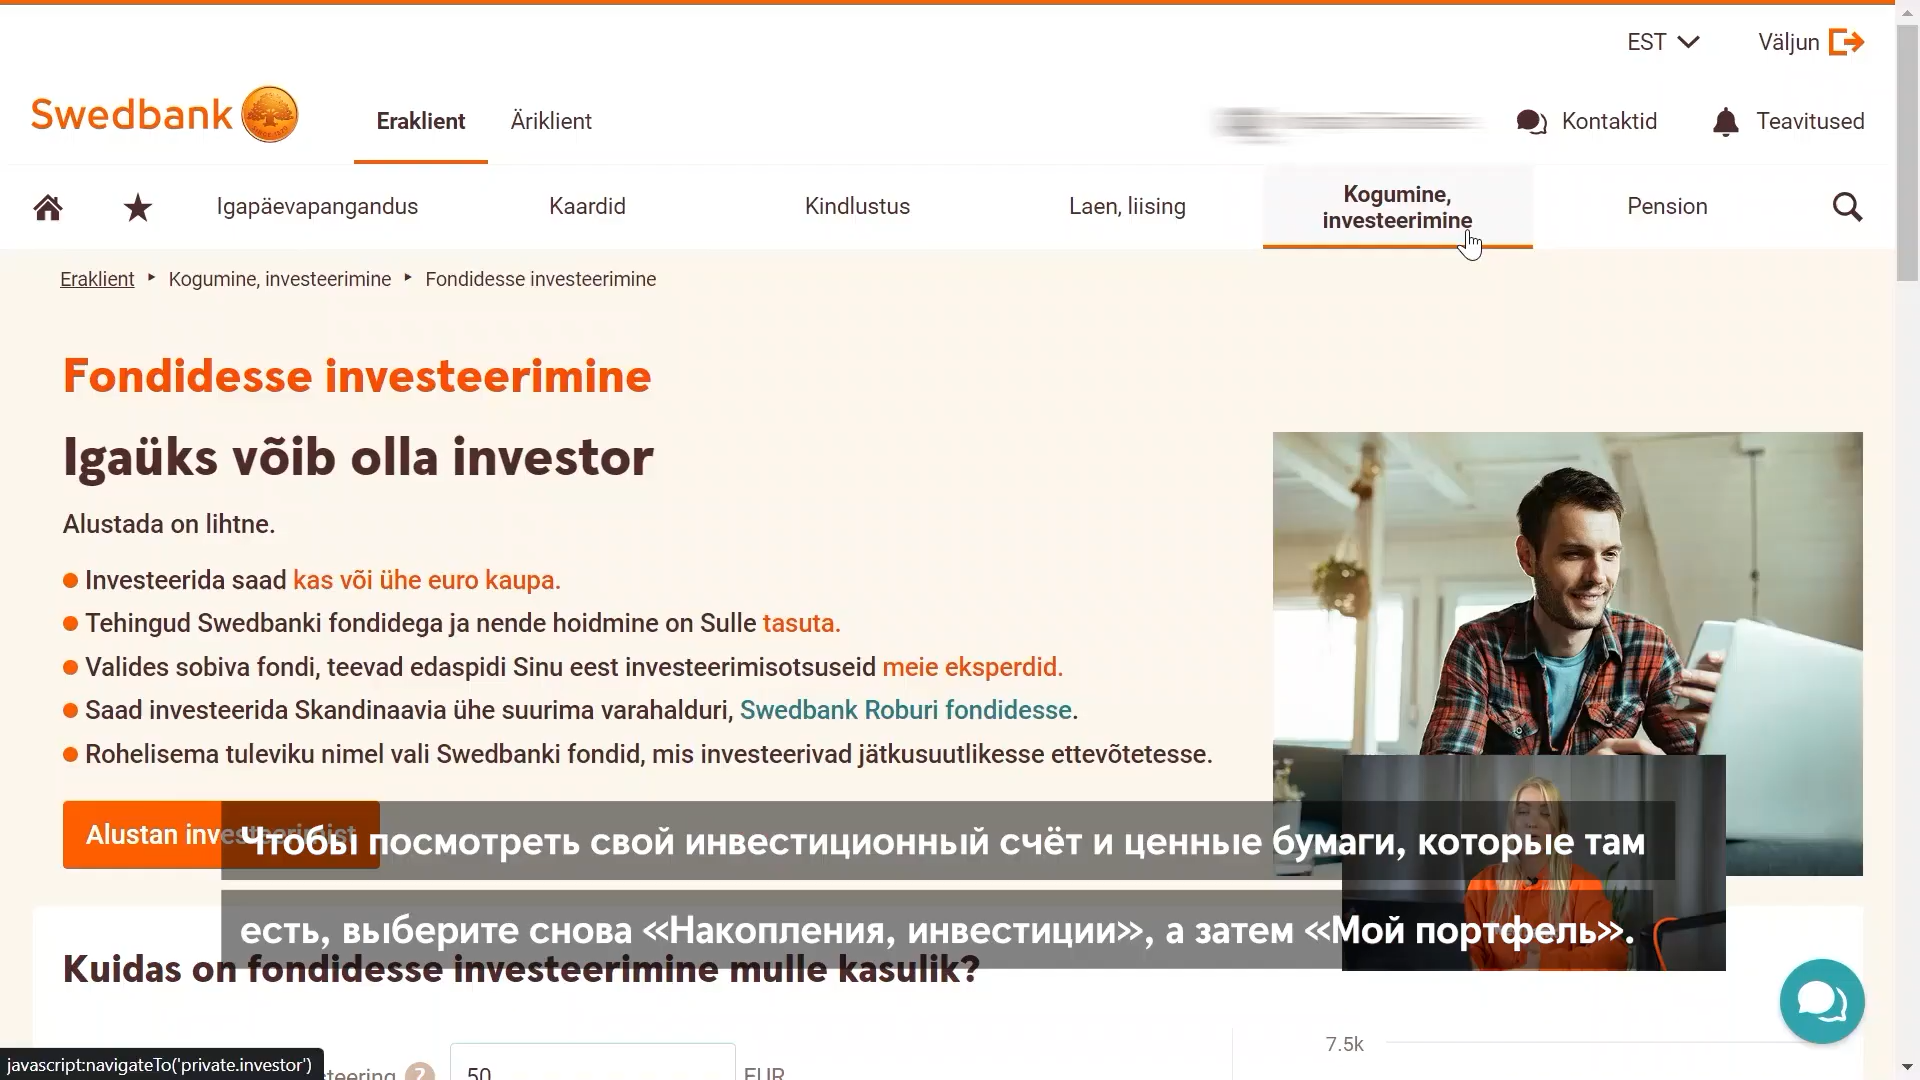 EST
Väljun
Swedbank
Eraklient
Äriklient
Kontaktid
Teavitused
Igapäevapangandus
Kaardid
Kindlustus
Laen, liising
Kogumine,
investeerimine
Pension
Eraklient ▸ Kogumine, investeerimine ▸ Fondidesse investeerimine
Fondidesse investeerimine
Igaüks võib olla investor
Alustada on lihtne.
Investeerida saad kas või ühe euro kaupa.
Tehingud Swedbanki fondidega ja nende hoidmine on Sulle tasuta.
Valides sobiva fondi, teevad edaspidi Sinu eest investeerimisotsuseid meie eksperdid.
Saad investeerida Skandinaavia ühe suurima varahalduri, Swedbank Roburi fondidesse.
Rohelisema tuleviku nimel vali Swedbanki fondid, mis investeerivad jätkusuutlikesse ettevõtetesse.
Alustan investeerimist
Чтобы посмотреть свой инвестиционный счёт и ценные бумаги, которые там
есть, выберите снова «Накопления, инвестиции», а затем «Мой портфель».
Kuidas on fondidesse investeerimine mulle kasulik?
7.5k
javascript:navigateTo('private.investor')
steering ?
50
EUR